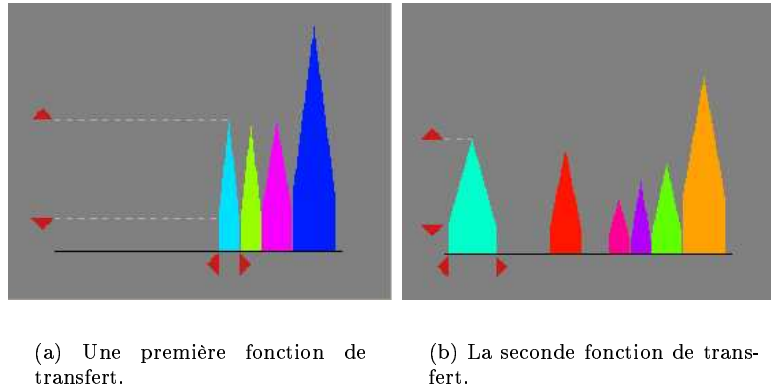 (a) Une première fonction de
transfert.
(b) La seconde fonction de trans-
fert.